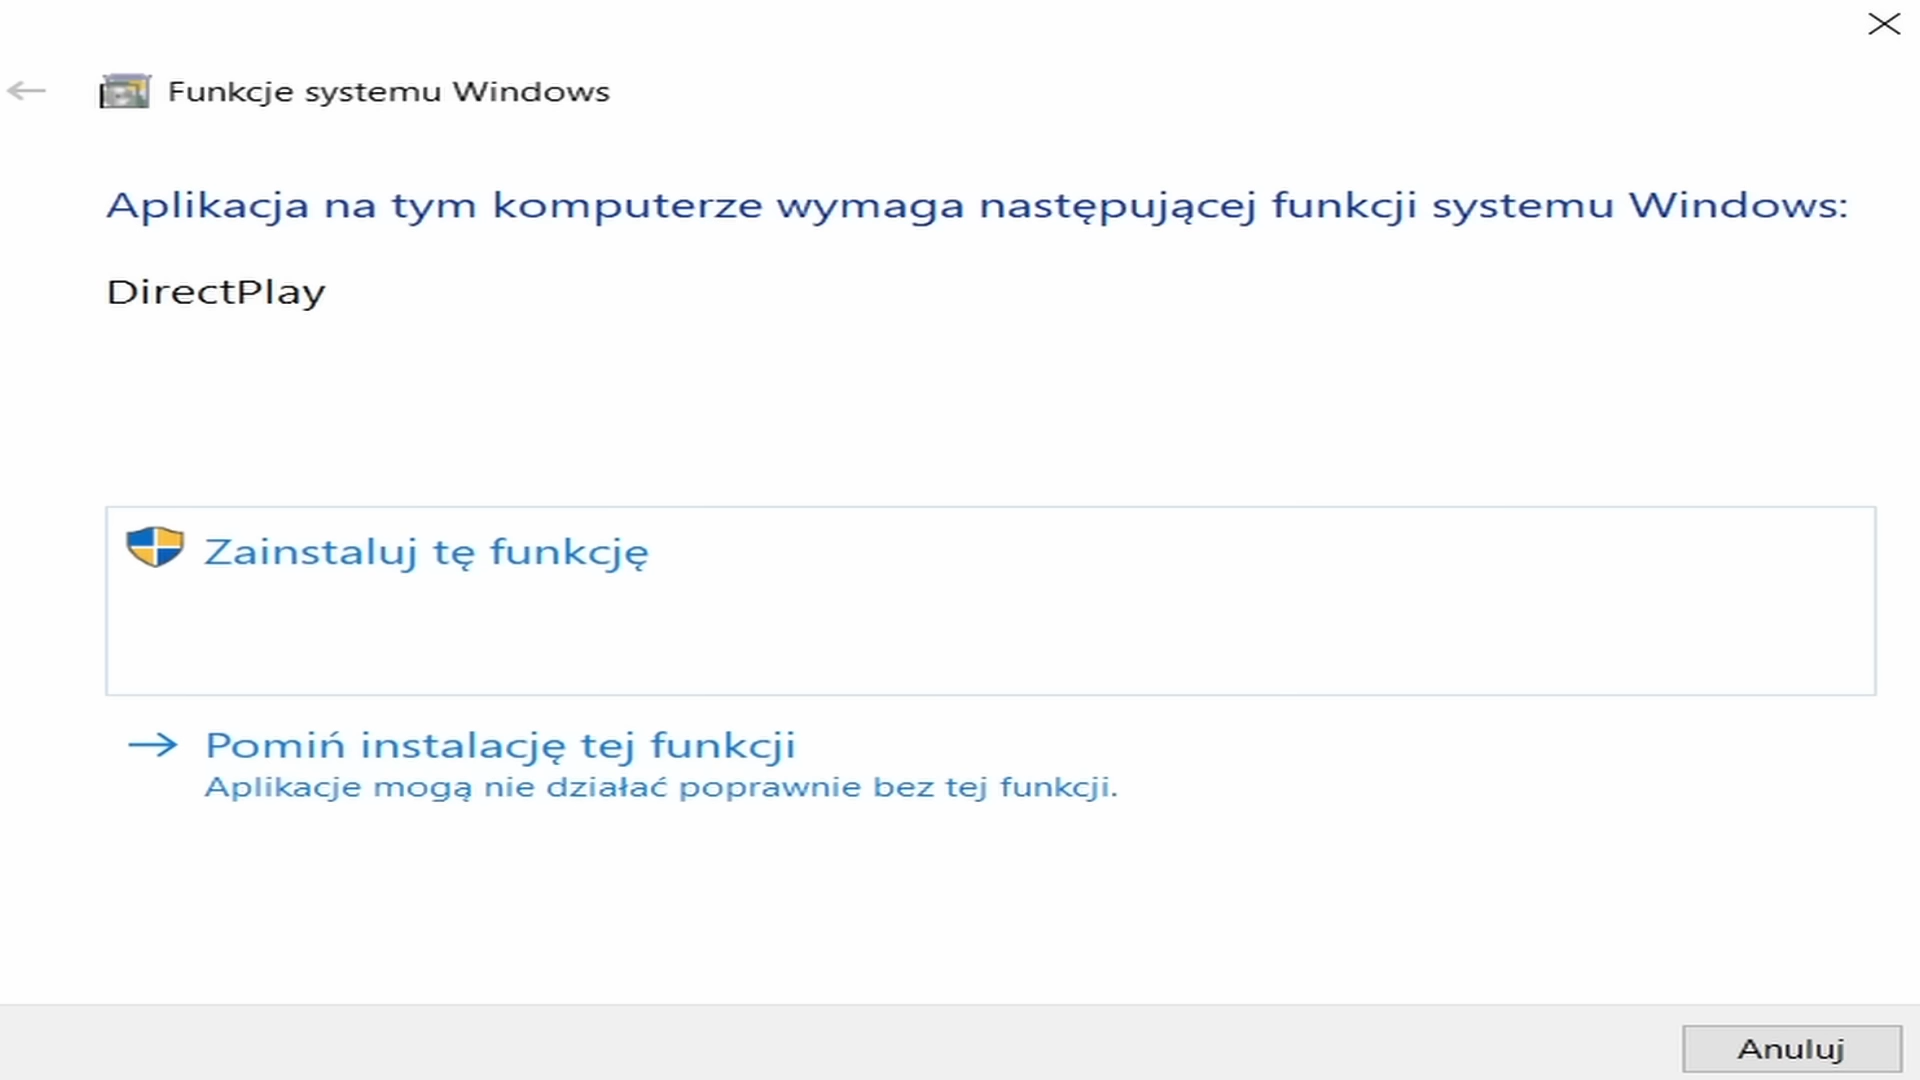 Funkcje systemu Windows
Aplikacja na tym komputerze wymaga następującej funkcji systemu Windows:
DirectPlay
Zainstaluj tę funkcję
Pomiń instalację tej funkcji
Aplikacje mogą nie działać poprawnie bez tej funkcji.
Anuluj